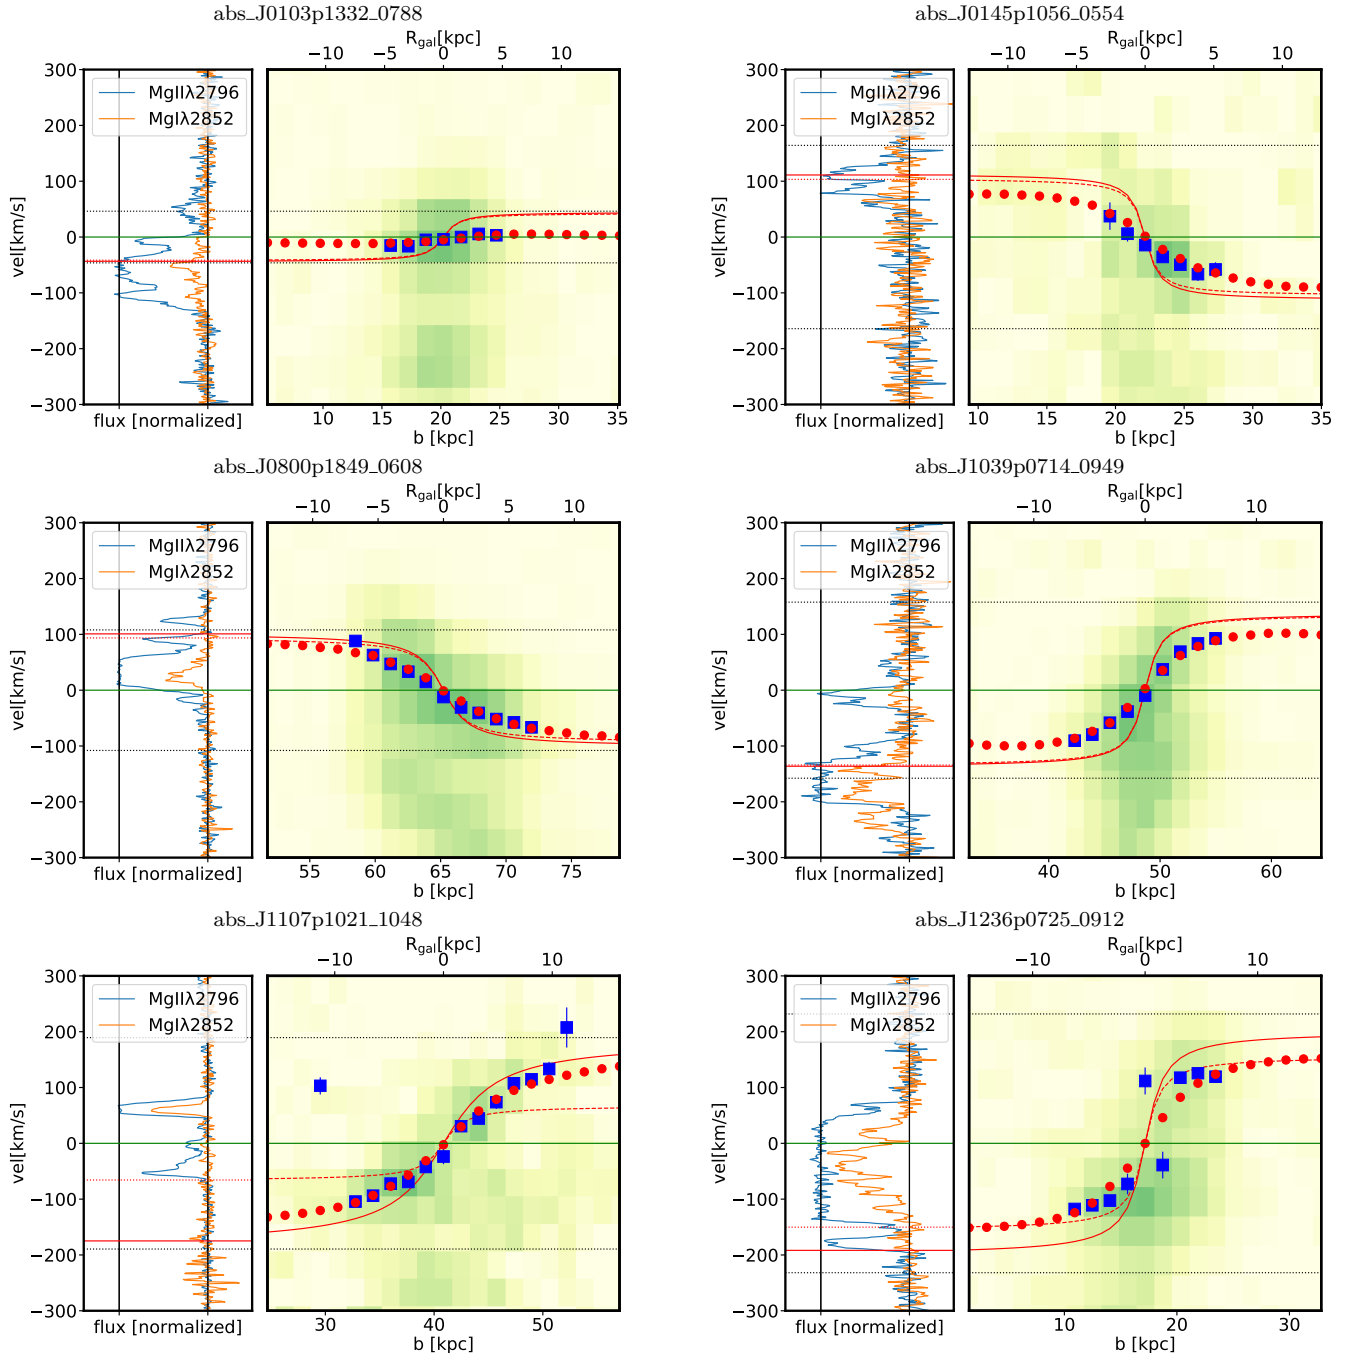 abs_J0103p1332_0788
R_gal[kpc]
−10 −5 0 5 10
MgIIλ2796
MgIλ2852
vel[km/s]
300
200
100
0
−100
−200
−300
flux [normalized]
10 15 20 25 30 35
b [kpc]
abs_J0145p1056_0554
R_gal[kpc]
−10 −5 0 5 10
MgIIλ2796
MgIλ2852
vel[km/s]
300
200
100
0
−100
−200
−300
flux [normalized]
10 15 20 25 30 35
b [kpc]
abs_J0800p1849_0608
R_gal[kpc]
−10 −5 0 5 10
MgIIλ2796
MgIλ2852
vel[km/s]
300
200
100
0
−100
−200
−300
flux [normalized]
55 60 65 70 75
b [kpc]
abs_J1039p0714_0949
R_gal[kpc]
−10 0 10
MgIIλ2796
MgIλ2852
vel[km/s]
300
200
100
0
−100
−200
−300
flux [normalized]
40 50 60
b [kpc]
abs_J1107p1021_1048
R_gal[kpc]
−10 0 10
MgIIλ2796
MgIλ2852
vel[km/s]
300
200
100
0
−100
−200
−300
flux [normalized]
30 40 50
b [kpc]
abs_J1236p0725_0912
R_gal[kpc]
−10 0 10
MgIIλ2796
MgIλ2852
vel[km/s]
300
200
100
0
−100
−200
−300
flux [normalized]
10 20 30
b [kpc]